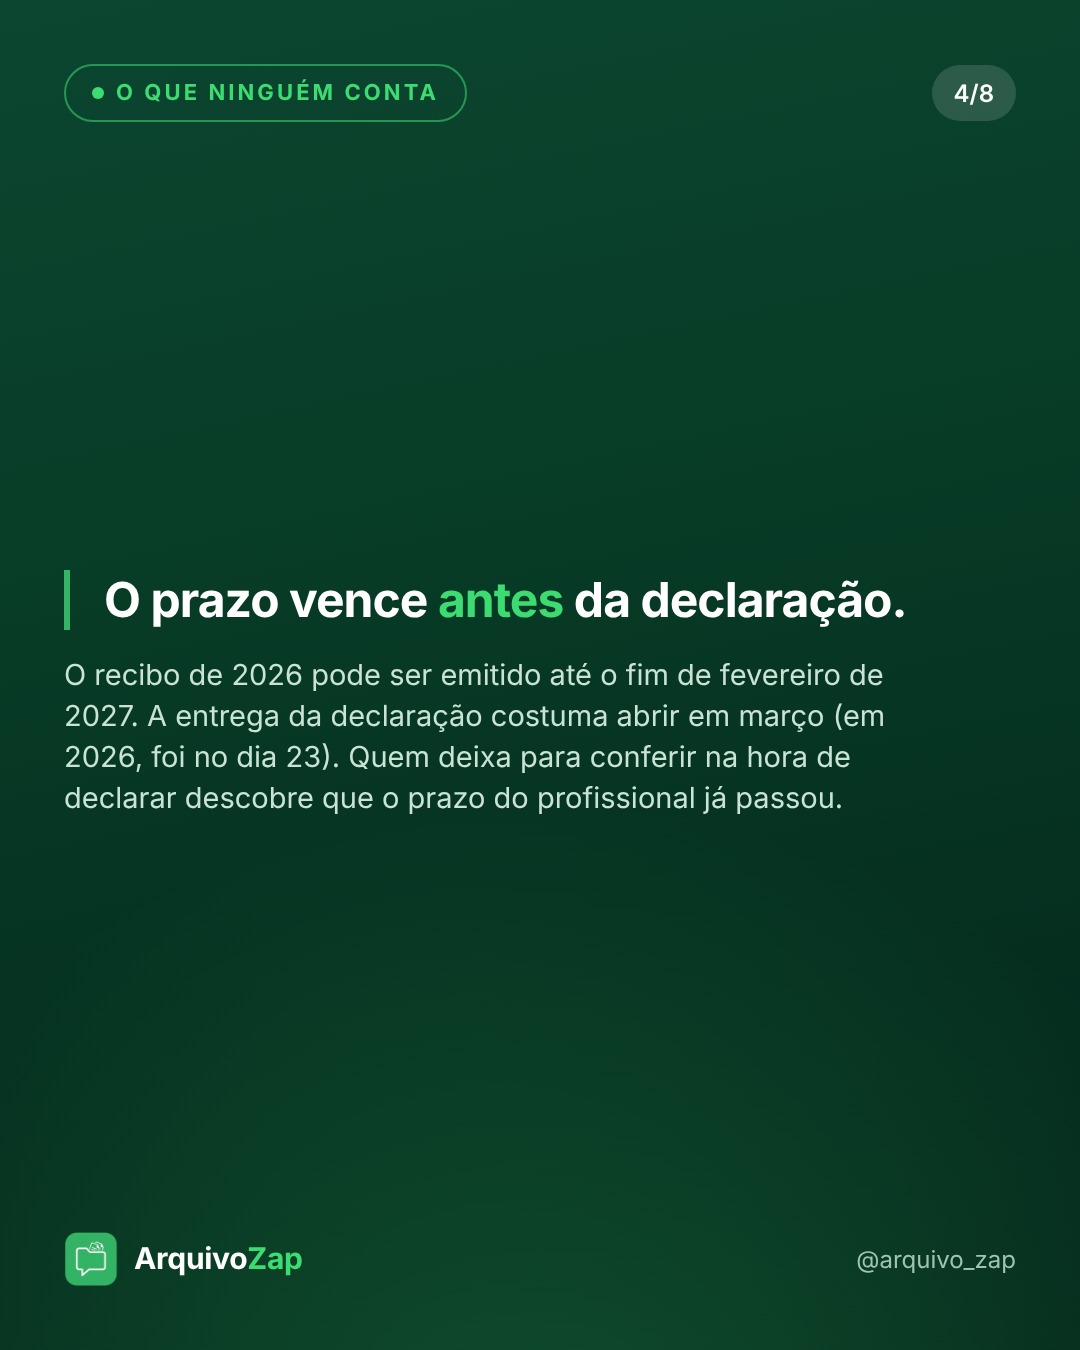 O QUE NINGUÉM CONTA
4/8
O prazo vence antes da declaração.
O recibo de 2026 pode ser emitido até o fim de fevereiro de
2027. A entrega da declaração costuma abrir em março (em
2026, foi no dia 23). Quem deixa para conferir na hora de
declarar descobre que o prazo do profissional já passou.
ArquivoZap
@arquivo_zap